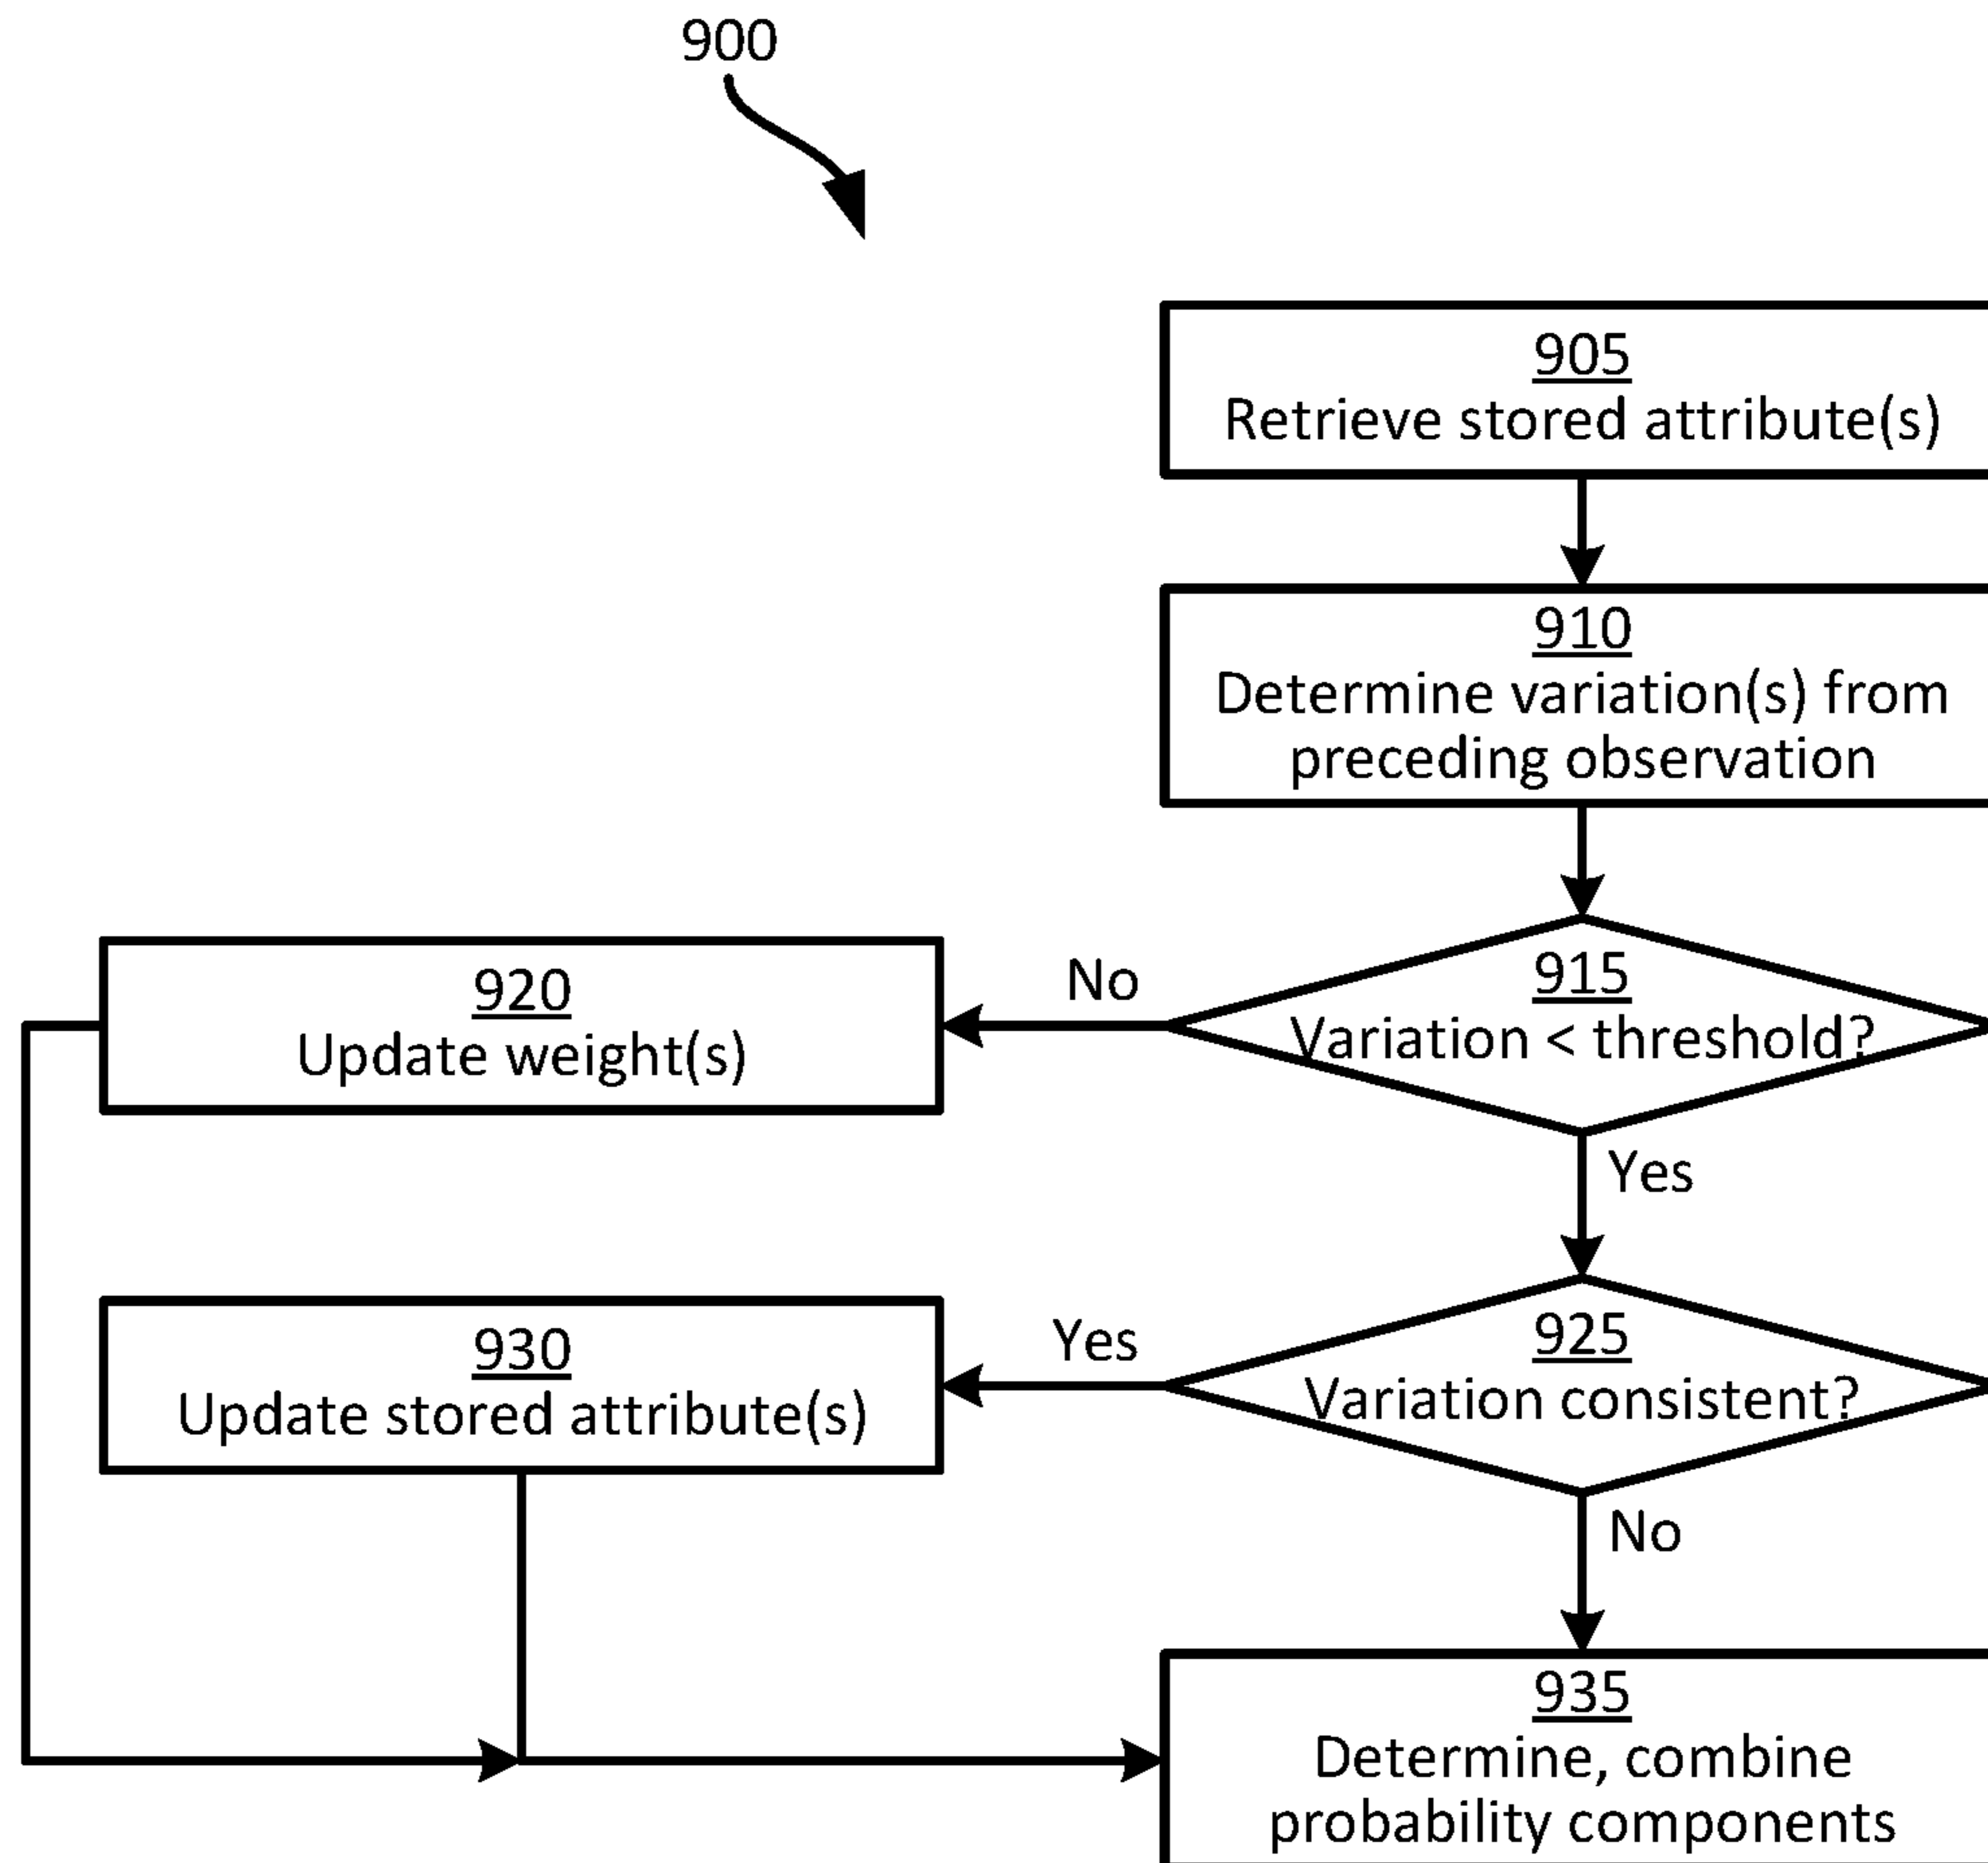 900
905
Retrieve stored attribute(s)
910
Determine variation(s) from
preceding observation
915
Variation < threshold?
No
920
Update weight(s)
Yes
925
Variation consistent?
Yes
930
Update stored attribute(s)
No
935
Determine, combine
probability components